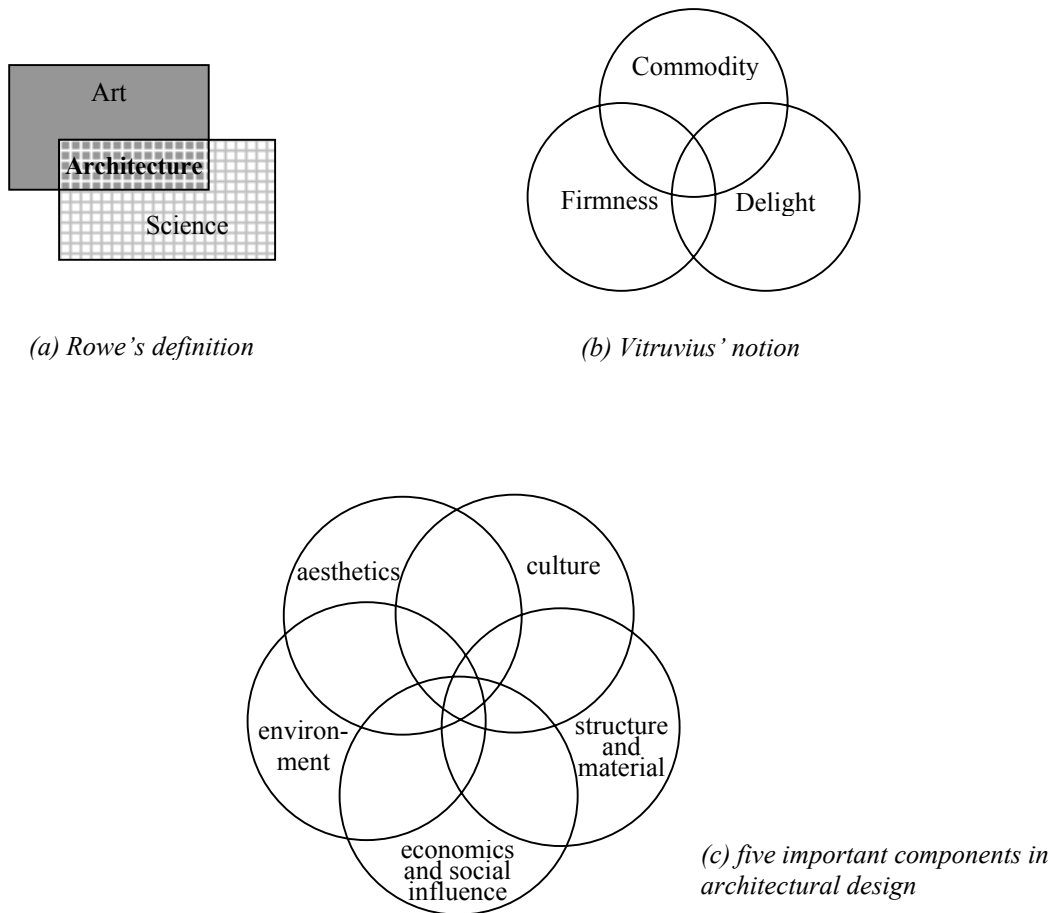 Art
Architecture
Science
(a) Rowe’s definition
Commodity
Firmness
Delight
(b) Vitruvius’ notion
aesthetics
culture
environ-
ment
structure
and
material
economics
and social
influence
(c) five important components in
architectural design